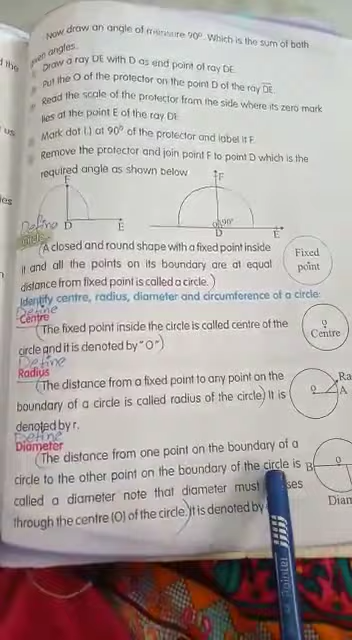 Now draw an angle of measure 90°. Which is the sum of both
given angles.
Draw a ray DE with D as end point of ray DE.
Put the O of the protractor on the point D of the ray DE.
Read the scale of the protractor from the side where its zero mark
lies at the point E of the ray DE
Mark dot (.) at 90° of the protractor and label it F.
Remove the protractor and join point F to point D which is the
required angle as shown below
F
D
E
F
90°
D
E
Define
(A closed and round shape with a fixed point inside
it and all the points on its boundary are at equal
distance from fixed point is called a circle.)
Fixed
point
Identify centre, radius, diameter and circumference of a circle:
Define
Centre
(The fixed point inside the circle is called centre of the
circle and it is denoted by "O")
O
Centre
Define
Radius
(The distance from a fixed point to any point on the
boundary of a circle is called radius of the circle) It is
denoted by r.
O
Ra
A
Define
Diameter
(The distance from one point on the boundary of a
circle to the other point on the boundary of the circle is
called a diameter note that diameter must
through the centre (O) of the circle.) It is denoted by
B
O
Diam